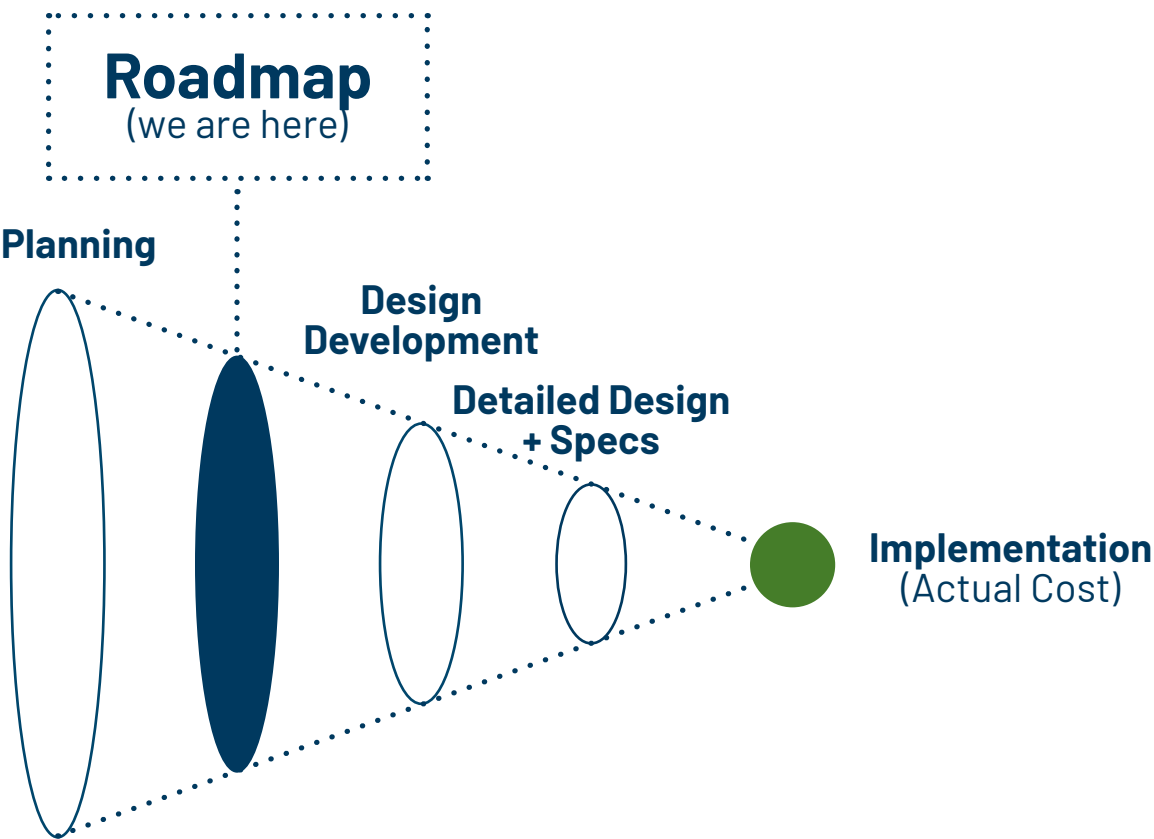 Roadmap
(we are here)
Planning
Design
Development
Detailed Design
+ Specs
Implementation
(Actual Cost)